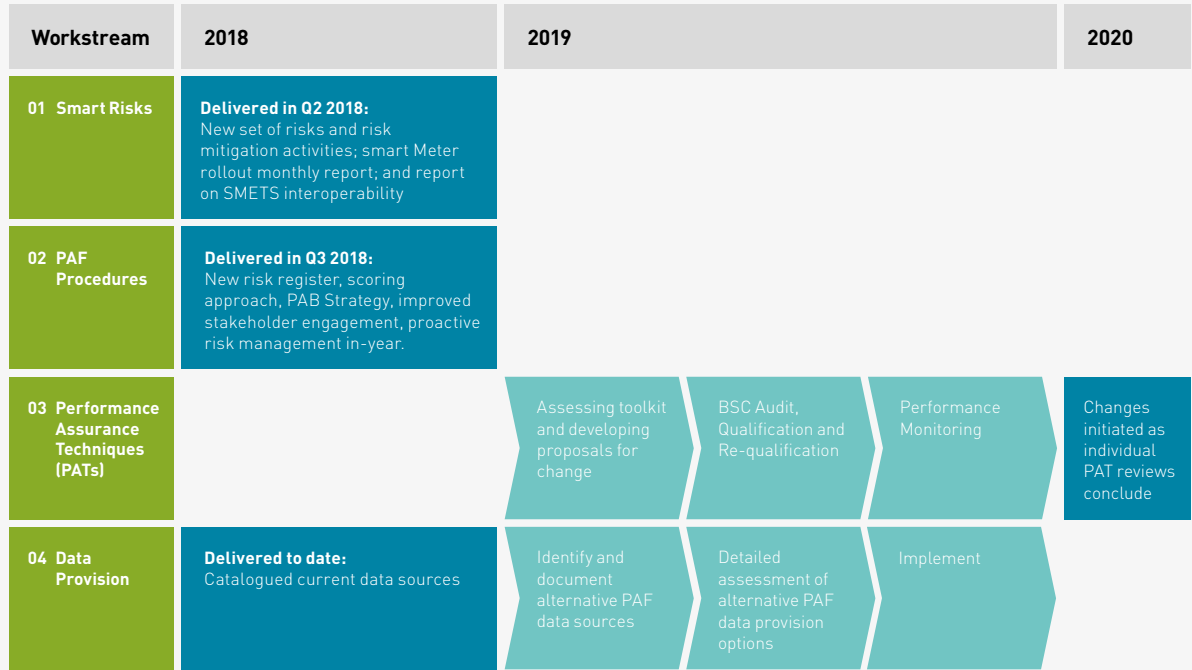 Workstream
2018
2019
2020
01 Smart Risks
Delivered in Q2 2018:
New set of risks and risk
mitigation activities; smart Meter
rollout monthly report; and report
on SMETS interoperability
02 PAF
Procedures
Delivered in Q3 2018:
New risk register, scoring
approach, PAB Strategy, improved
stakeholder engagement, proactive
risk management in-year.
03 Performance
Assurance
Techniques
(PATs)
Assessing toolkit
and developing
proposals for
change
BSC Audit,
Qualification and
Re-qualification
Performance
Monitoring
Changes
initiated as
individual
PAT reviews
conclude
04 Data
Provision
Delivered to date:
Catalogued current data sources
Identify and
document
alternative PAF
data sources
Detailed
assessment of
alternative PAF
data provision
options
Implement